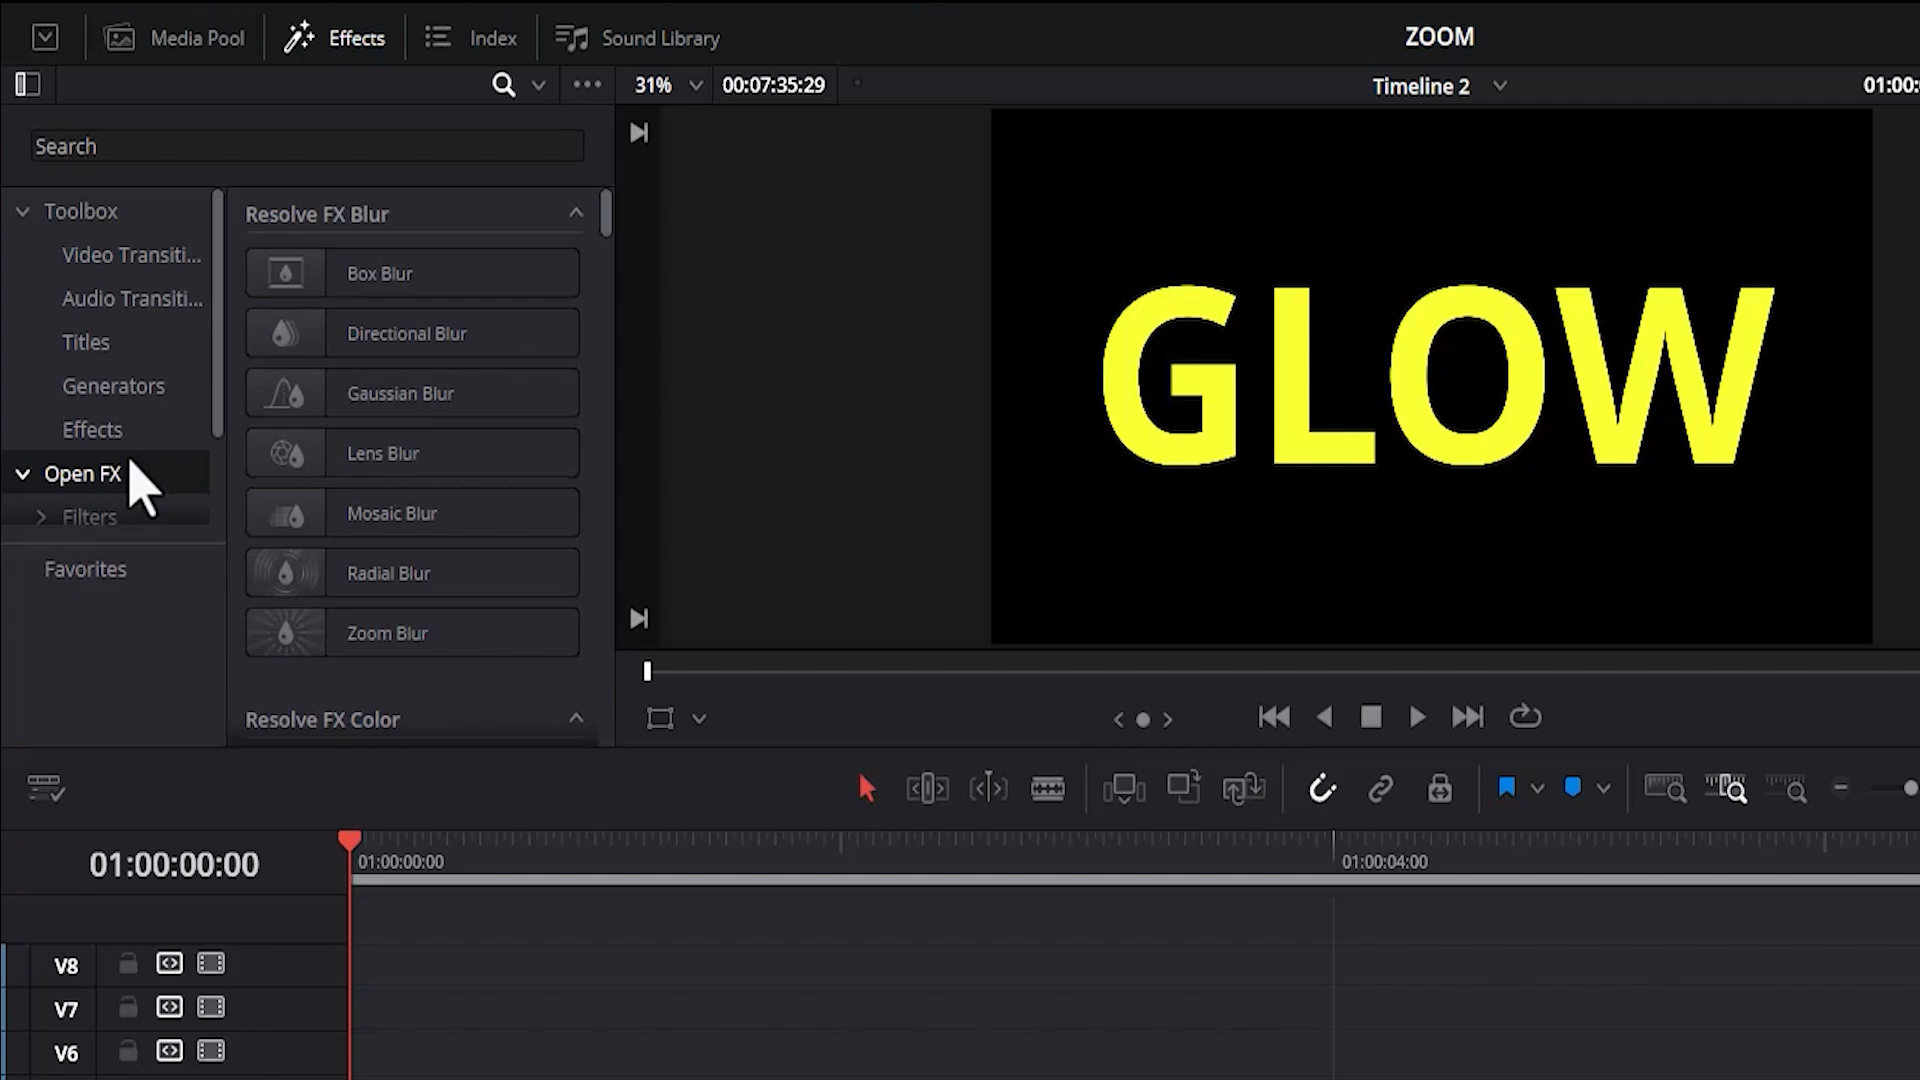 Media Pool
Effects
Index
Sound Library
ZOOM
31%
00:07:35:29
Timeline 2
01:00:
Search
Toolbox
Video Transiti...
Audio Transiti...
Titles
Generators
Effects
Open FX
Filters
Favorites
Resolve FX Blur
Box Blur
Directional Blur
Gaussian Blur
Lens Blur
Mosaic Blur
Radial Blur
Zoom Blur
Resolve FX Color
GLOW
01:00:00:00
01:00:00:00
01:00:04:00
V8
V7
V6